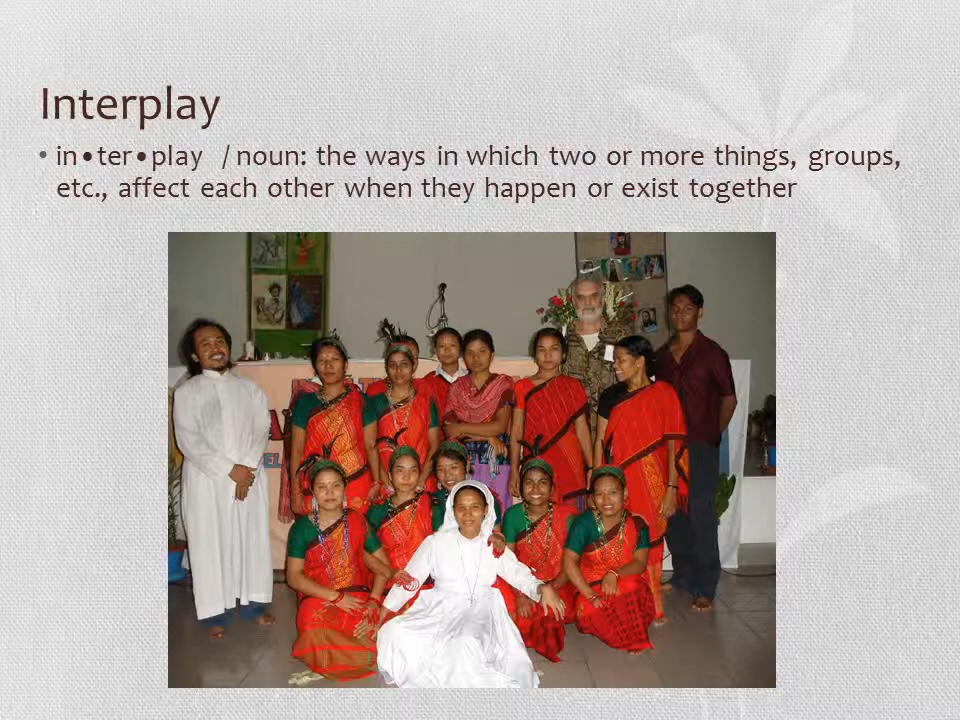 Interplay
• in•ter•play / noun: the ways in which two or more things, groups,
etc., affect each other when they happen or exist together